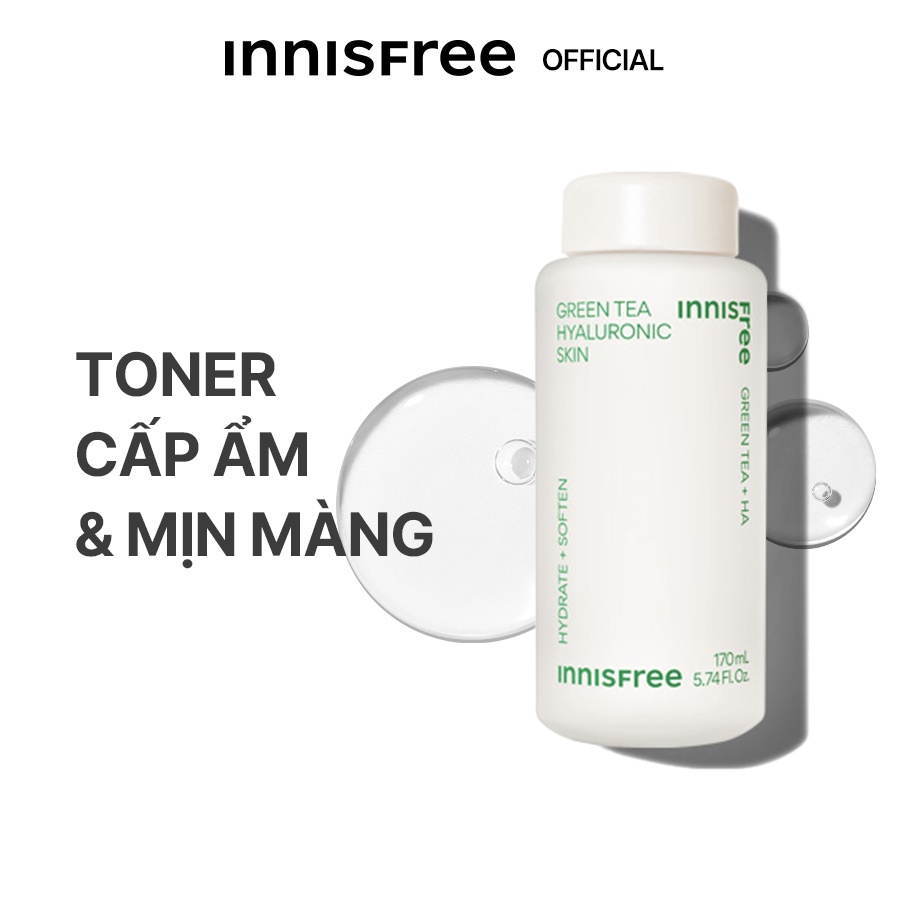 INNISFREE OFFICIAL
TONER
CẤP ẨM
& MỊN MÀNG
GREEN TEA
HYALURONIC
SKIN
INNISFREE
GREEN TEA + HA
HYDRATE + SOFTEN
INNISFREE
170 mL
5.74 Fl. Oz.